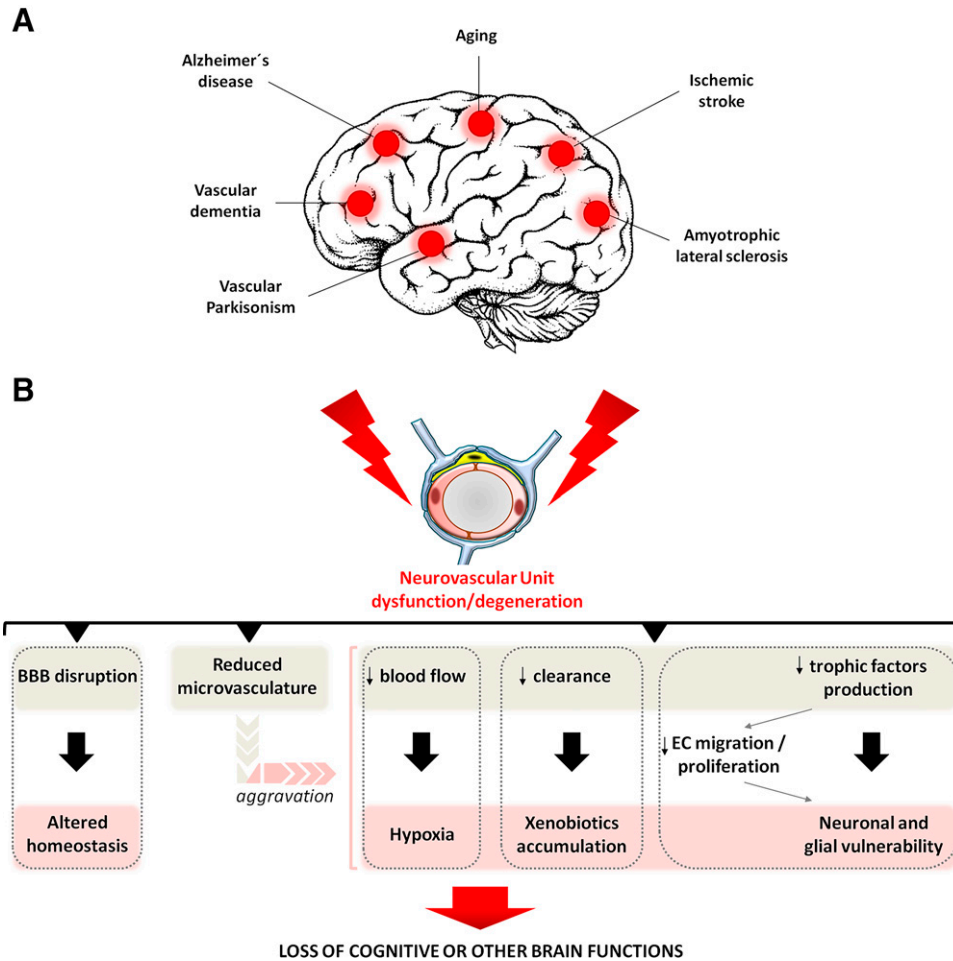 A
Aging
Alzheimer´s
disease
Ischemic
stroke
Vascular
dementia
Amyotrophic
lateral sclerosis
Vascular
Parkisonism
B
Neurovascular Unit
dysfunction/degeneration
BBB disruption
Reduced
microvasculature
↓ blood flow
↓ clearance
↓ trophic factors
production
↓ EC migration /
proliferation
aggravation
Altered
homeostasis
Hypoxia
Xenobiotics
accumulation
Neuronal and
glial vulnerability
LOSS OF COGNITIVE OR OTHER BRAIN FUNCTIONS